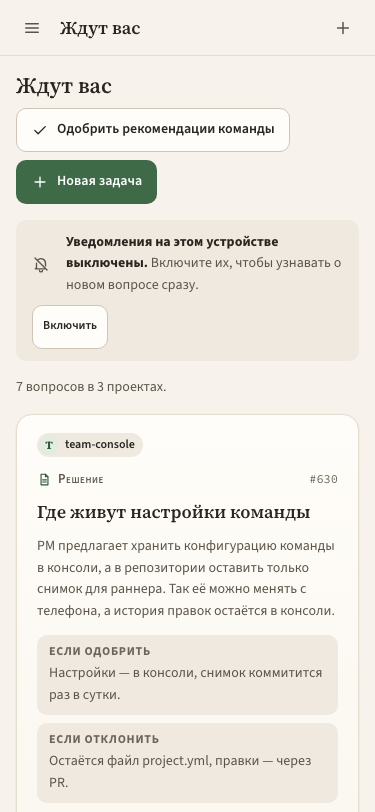 Ждут вас
Ждут вас
Одобрить рекомендации команды
Новая задача
Уведомления на этом устройстве
выключены. Включите их, чтобы узнавать о
новом вопросе сразу.
Включить
7 вопросов в 3 проектах.
T team-console
Решение #630
Где живут настройки команды
PM предлагает хранить конфигурацию команды
в консоли, а в репозитории оставить только
снимок для раннера. Так её можно менять с
телефона, а история правок остаётся в консоли.
ЕСЛИ ОДОБРИТЬ
Настройки — в консоли, снимок коммитится
раз в сутки.
ЕСЛИ ОТКЛОНИТЬ
Остаётся файл project.yml, правки — через
PR.